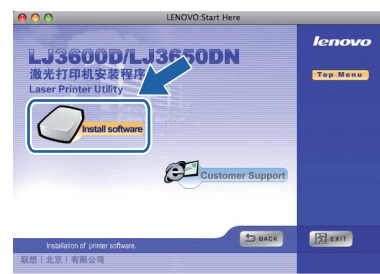 LENOVO:Start Here
lenovo
LJ3600D/LJ3650DN
激光打印机安装程序
Laser Printer Utility
Top Menu
Install software
Customer Support
BACK
EXIT
Installation of printer software.
联想（北京）有限公司